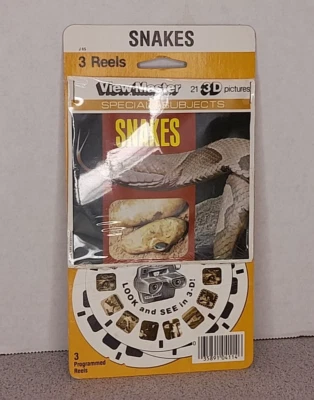 SNAKES
J 65
3 Reels
View-Master 21 3D pictures
SPECIAL SUBJECTS
SNAKES
LOOK and SEE in 3-D!
3
Programmed
Reels